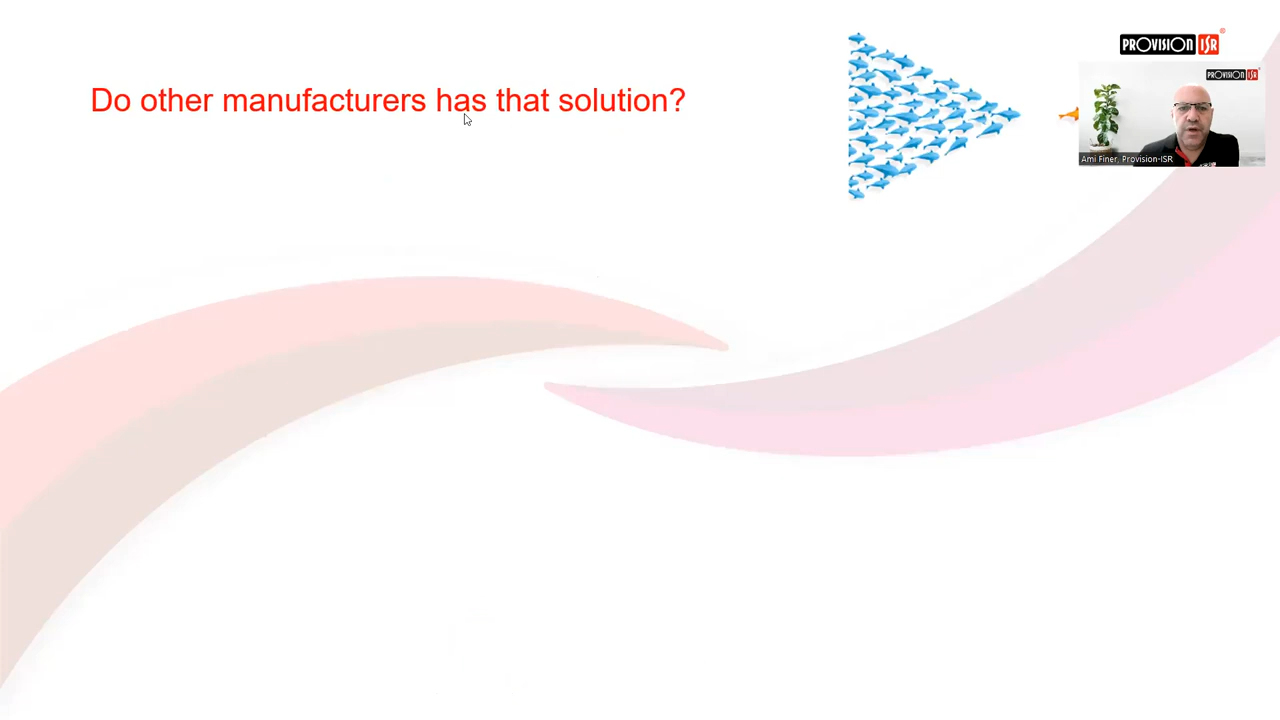 PROVISION ISR®
Do other manufacturers has that solution?
PROVISION ISR
Ami Finer, Provision-ISR